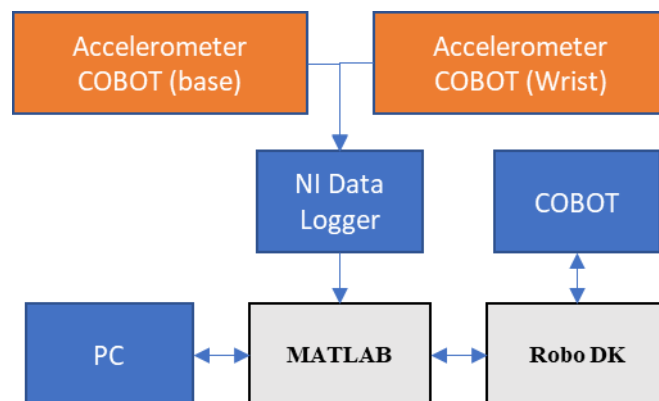 Accelerometer
COBOT (base)
Accelerometer
COBOT (Wrist)
NI Data
Logger
COBOT
PC
MATLAB
Robo DK